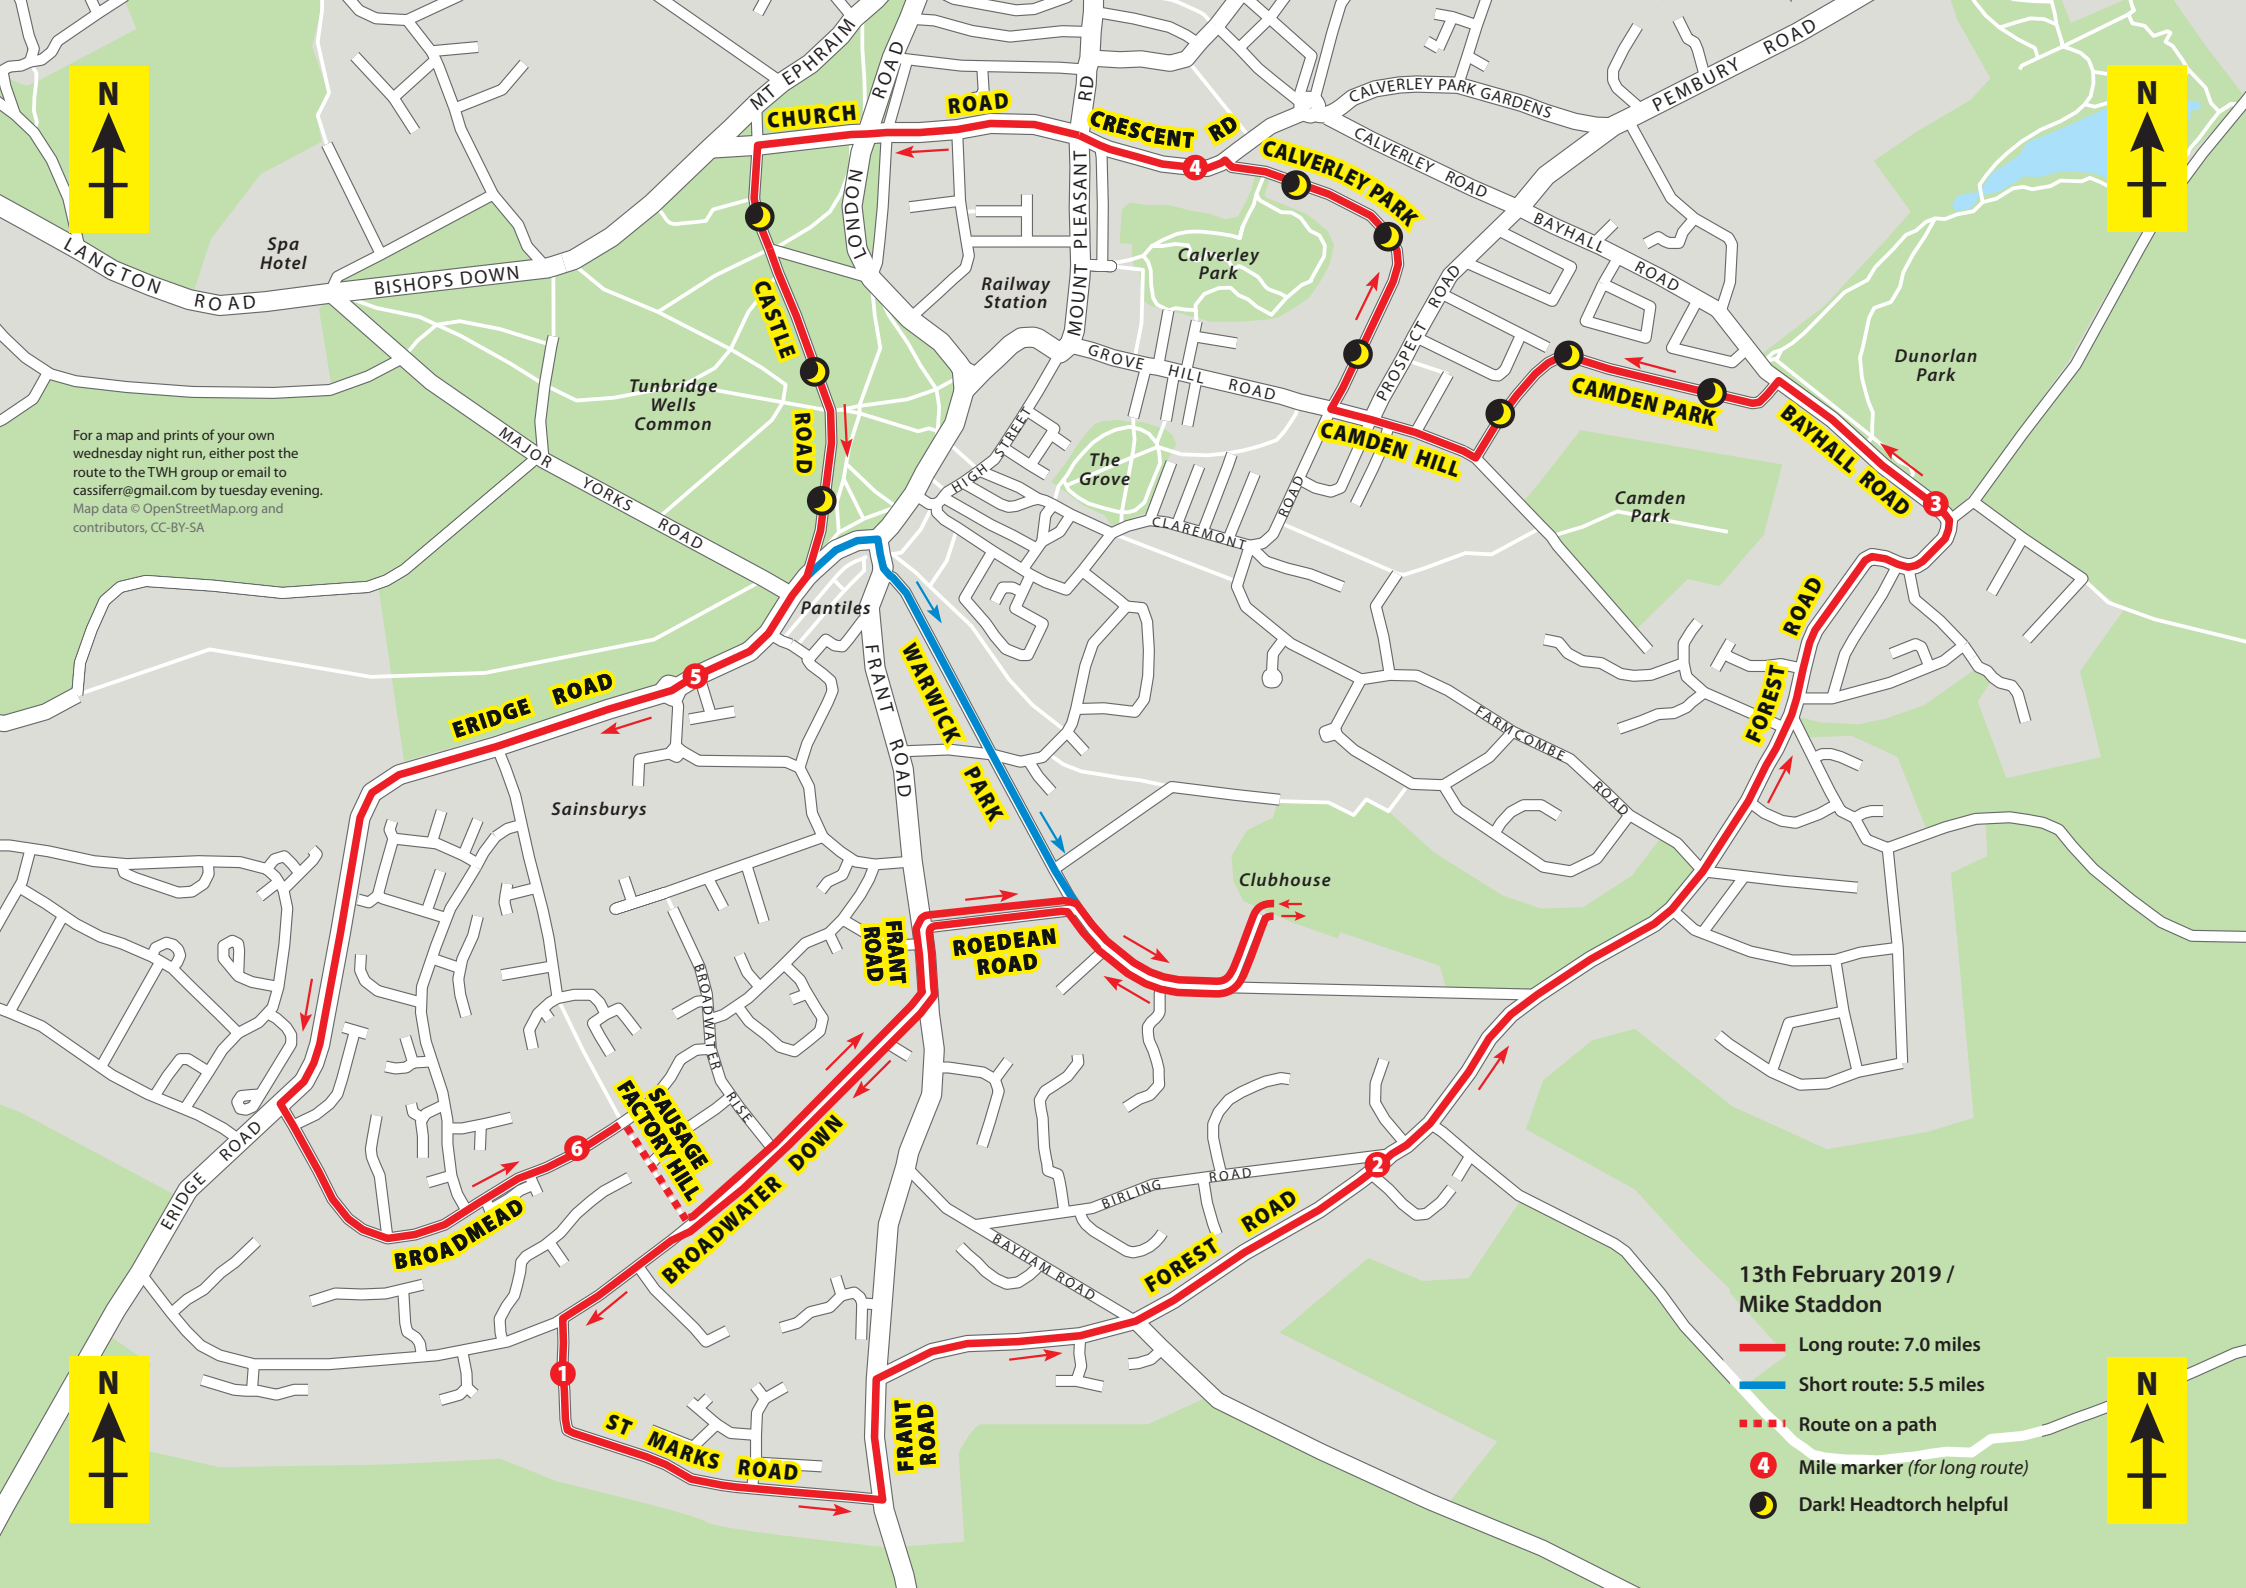 N
N
MT EPHRAIM
ROAD
LONDON
CHURCH
ROAD
RD
CRESCENT RD
CALVERLEY PARK GARDENS
PEMBURY ROAD
CALVERLEY ROAD
CALVERLEY PARK
4
BAYHALL ROAD
MOUNT PLEASANT
Spa
Hotel
LANGTON ROAD
BISHOPS DOWN
Railway
Station
Calverley
Park
PROSPECT ROAD
GROVE HILL ROAD
Dunorlan
Park
CASTLE
ROAD
Tunbridge
Wells
Common
CAMDEN PARK
CAMDEN HILL
BAYHALL ROAD
3
For a map and prints of your own
wednesday night run, either post the
route to the TWH group or email to
cassiferr@gmail.com by tuesday evening.
Map data © OpenStreetMap.org and
contributors, CC-BY-SA
MAJOR YORKS ROAD
HIGH STREET
The
Grove
CLAREMONT ROAD
Camden
Park
Pantiles
FOREST ROAD
5
ERIDGE ROAD
FRANT ROAD
WARWICK PARK
FARMCOMBE ROAD
Sainsburys
Clubhouse
FRANT
ROAD
ROEDEAN
ROAD
BROADWATER RISE
SAUSAGE
FACTORY HILL
6
BROADMEAD
BROADWATER DOWN
ERIDGE ROAD
2
BIRLING ROAD
FOREST ROAD
BAYHAM ROAD
1
ST MARKS ROAD
FRANT
ROAD
N
N
13th February 2019 /
Mike Staddon
Long route: 7.0 miles
Short route: 5.5 miles
Route on a path
4 Mile marker (for long route)
Dark! Headtorch helpful